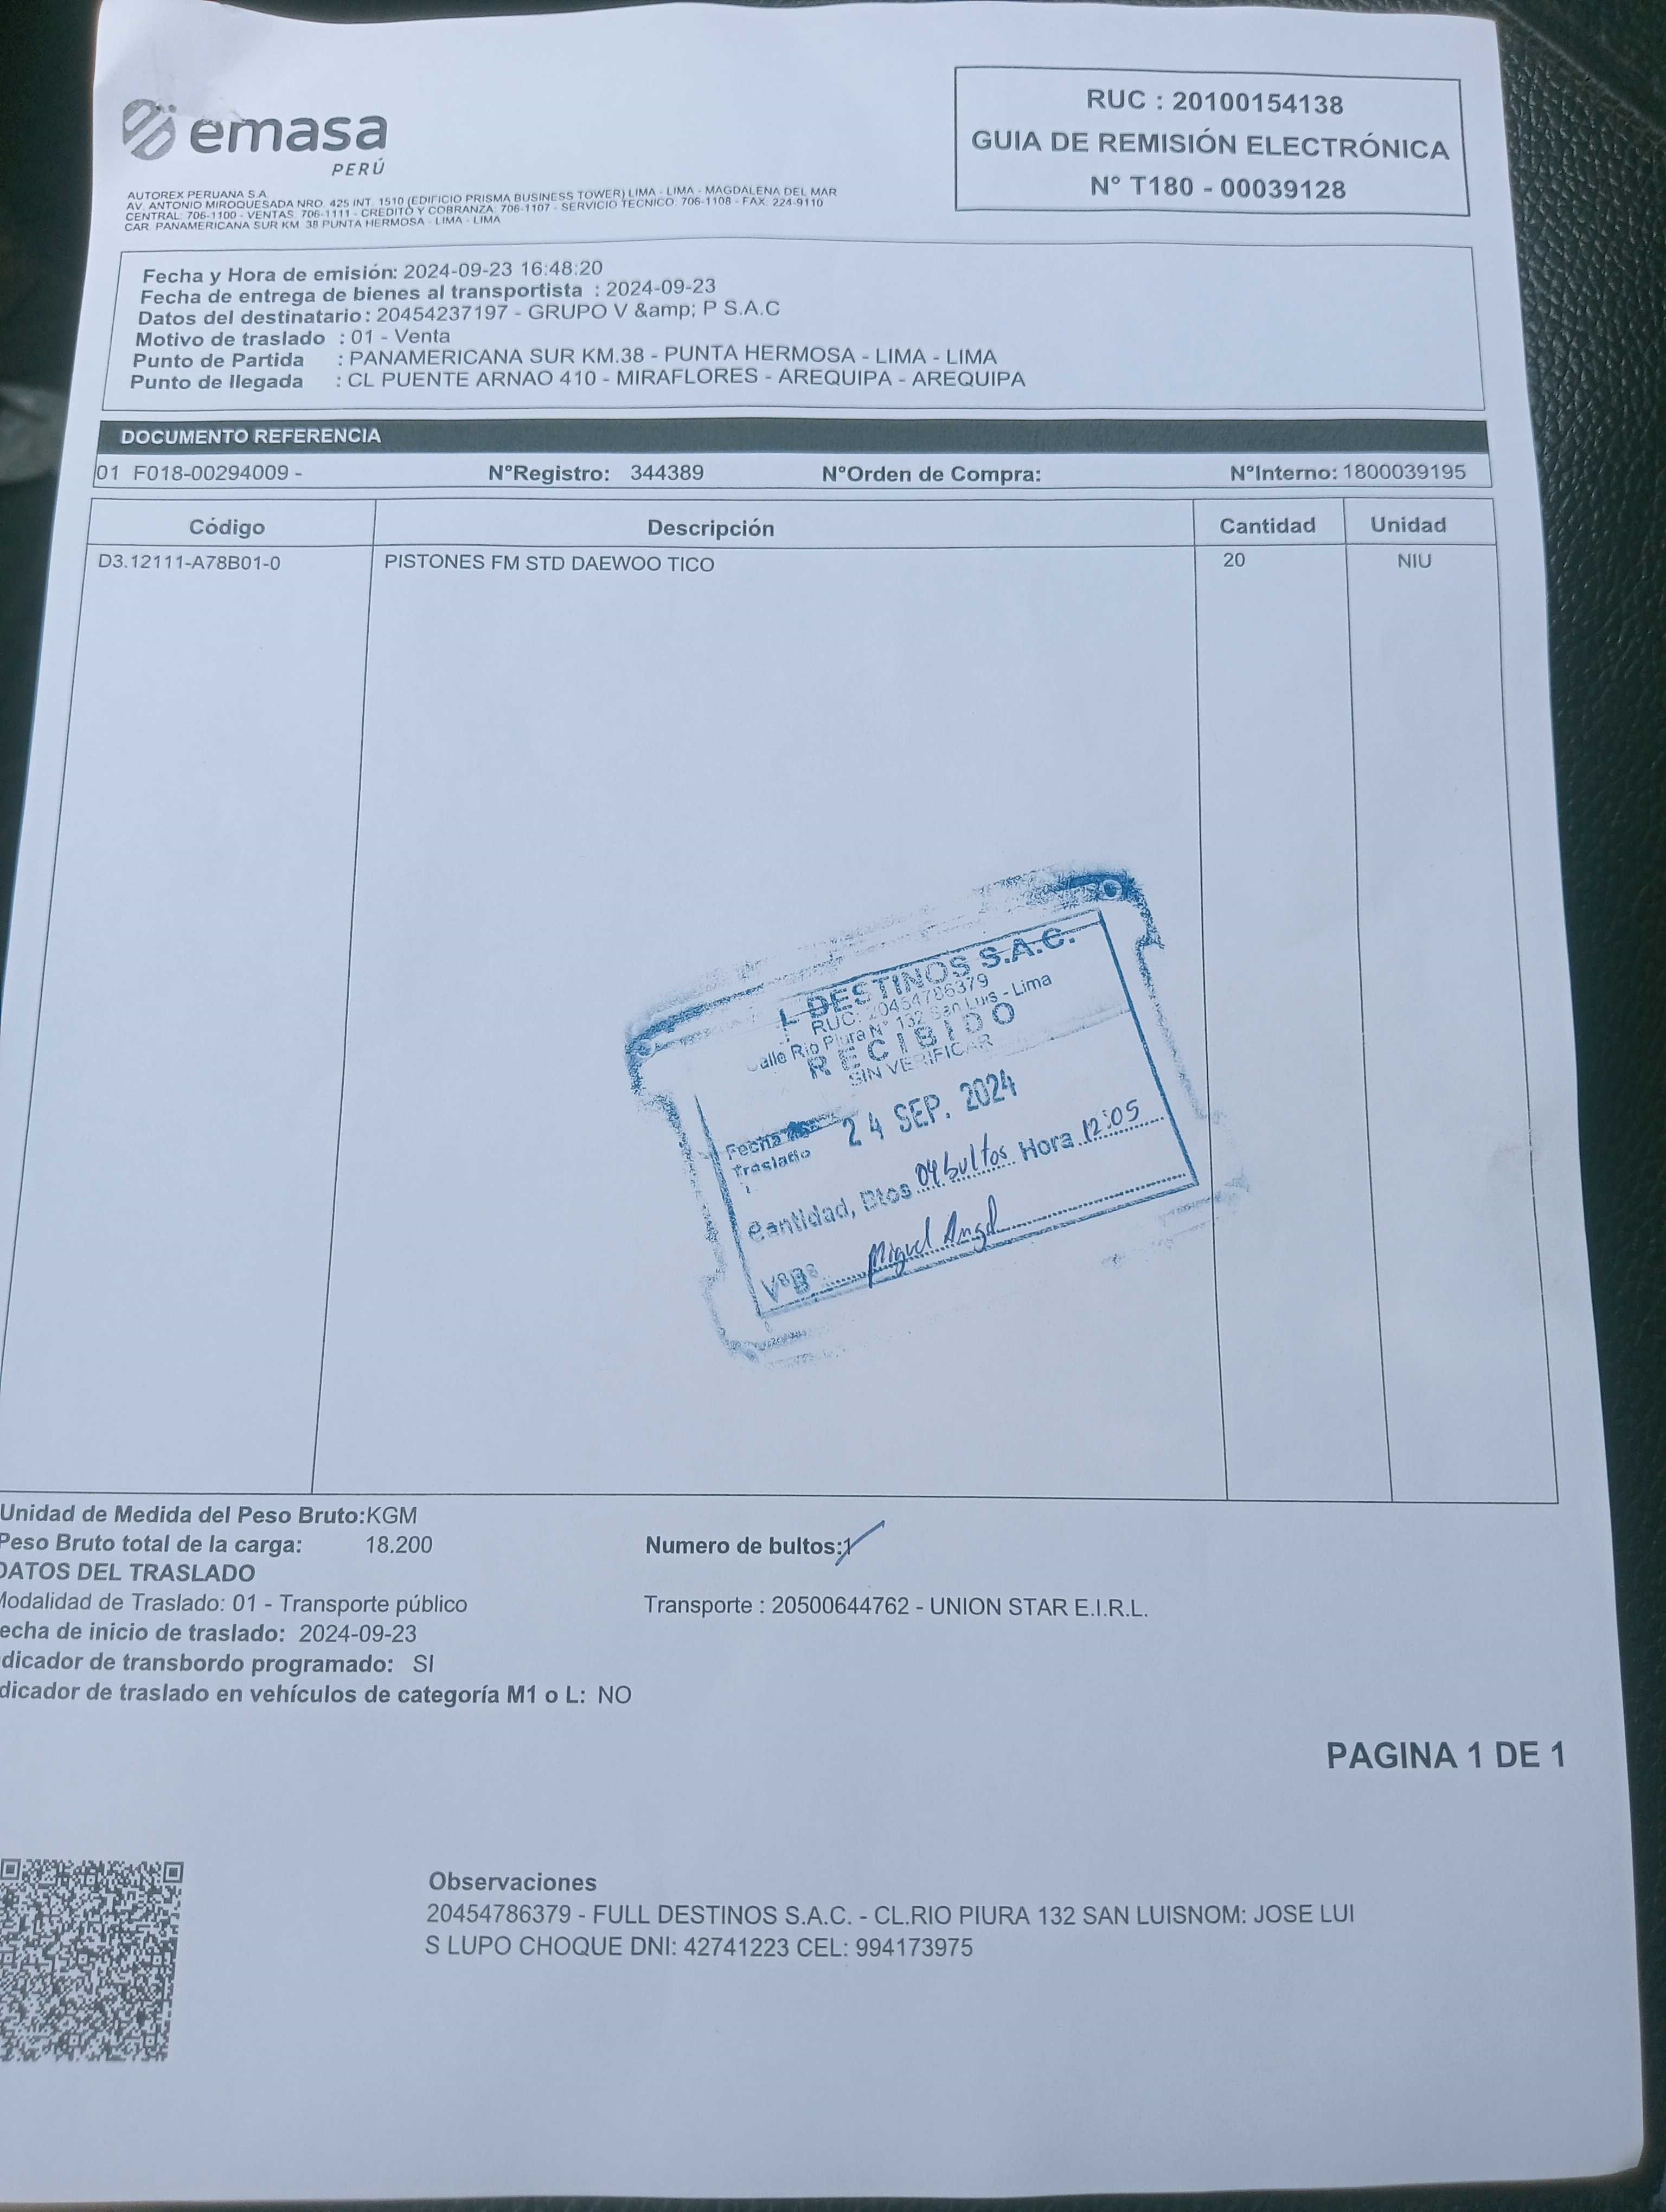 emasa
PERÚ
RUC : 20100154138
GUIA DE REMISIÓN ELECTRÓNICA
N° T180 - 00039128
AUTOREX PERUANA S.A.
AV. ANTONIO MIROQUESADA NRO. 425 INT. 1510 (EDIFICIO PRISMA BUSINESS TOWER) LIMA - LIMA - MAGDALENA DEL MAR
CENTRAL: 706-1100 - VENTAS: 706-1111 - CREDITO Y COBRANZA: 706-1107 - SERVICIO TECNICO: 706-1108 - FAX. 224-9110
CAR. PANAMERICANA SUR KM. 38 PUNTA HERMOSA - LIMA - LIMA
Fecha y Hora de emisión: 2024-09-23 16:48:20
Fecha de entrega de bienes al transportista : 2024-09-23
Datos del destinatario : 20454237197 - GRUPO V &amp; P S.A.C
Motivo de traslado : 01 - Venta
Punto de Partida : PANAMERICANA SUR KM.38 - PUNTA HERMOSA - LIMA - LIMA
Punto de llegada : CL PUENTE ARNAO 410 - MIRAFLORES - AREQUIPA - AREQUIPA
DOCUMENTO REFERENCIA
01 F018-00294009 - N°Registro: 344389 N°Orden de Compra: N°Interno: 1800039195
Código Descripción Cantidad Unidad
D3.12111-A78B01-0 PISTONES FM STD DAEWOO TICO 20 NIU
L DESTINOS S.A.C.
RUC: 20454786379
alle Rio Piura N° 132 San Luis - Lima
RECIBIDO
SIN VERIFICAR
Fecha 24 SEP. 2024
Traslado
Cantidad, Btos 04 bultos Hora 12:05
V°B° Miguel Angel
Unidad de Medida del Peso Bruto:KGM
Peso Bruto total de la carga: 18.200 Numero de bultos:1
DATOS DEL TRASLADO
Modalidad de Traslado: 01 - Transporte público Transporte : 20500644762 - UNION STAR E.I.R.L.
echa de inicio de traslado: 2024-09-23
dicador de transbordo programado: SI
dicador de traslado en vehículos de categoría M1 o L: NO
PAGINA 1 DE 1
Observaciones
20454786379 - FULL DESTINOS S.A.C. - CL.RIO PIURA 132 SAN LUISNOM: JOSE LUI
S LUPO CHOQUE DNI: 42741223 CEL: 994173975